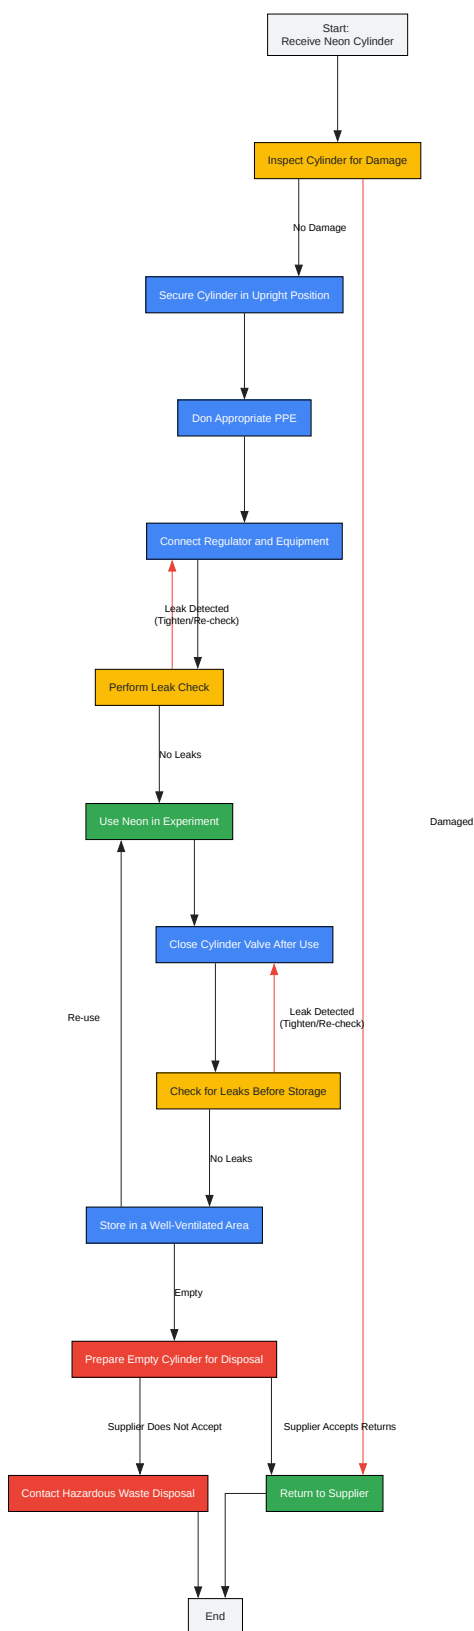 Start:
Receive Neon Cylinder
Inspect Cylinder for Damage
No Damage
Secure Cylinder in Upright Position
Don Appropriate PPE
Connect Regulator and Equipment
Leak Detected
(Tighten/Re-check)
Perform Leak Check
No Leaks
Use Neon in Experiment
Damaged
Close Cylinder Valve After Use
Leak Detected
(Tighten/Re-check)
Re-use
Check for Leaks Before Storage
No Leaks
Store in a Well-Ventilated Area
Empty
Prepare Empty Cylinder for Disposal
Supplier Does Not Accept
Supplier Accepts Returns
Contact Hazardous Waste Disposal
Return to Supplier
End